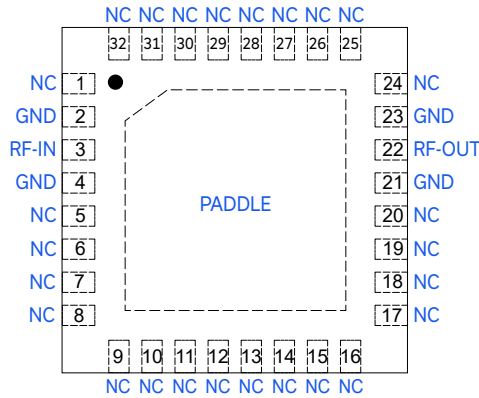 NC NC NC NC NC NC NC NC
32 31 30 29 28 27 26 25
NC 1 24 NC
GND 2 23 GND
RF-IN 3 22 RF-OUT
GND 4 21 GND
NC 5 20 NC
PADDLE
NC 6 19 NC
NC 7 18 NC
NC 8 17 NC
9 10 11 12 13 14 15 16
NC NC NC NC NC NC NC NC